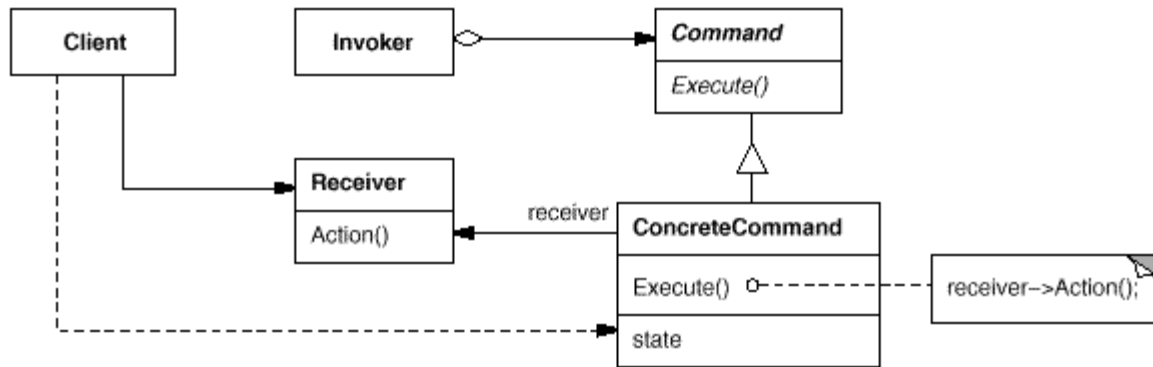 Client
Invoker
Command
Execute()
Receiver
Action()
receiver
ConcreteCommand
Execute()
receiver->Action();
state